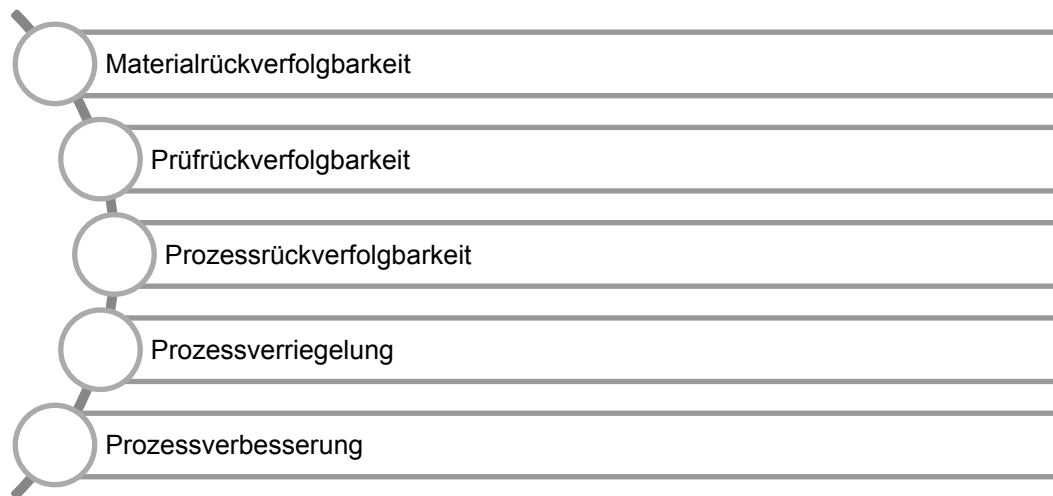 Materialrückverfolgbarkeit
Prüfrückverfolgbarkeit
Prozessrückverfolgbarkeit
Prozessverriegelung
Prozessverbesserung